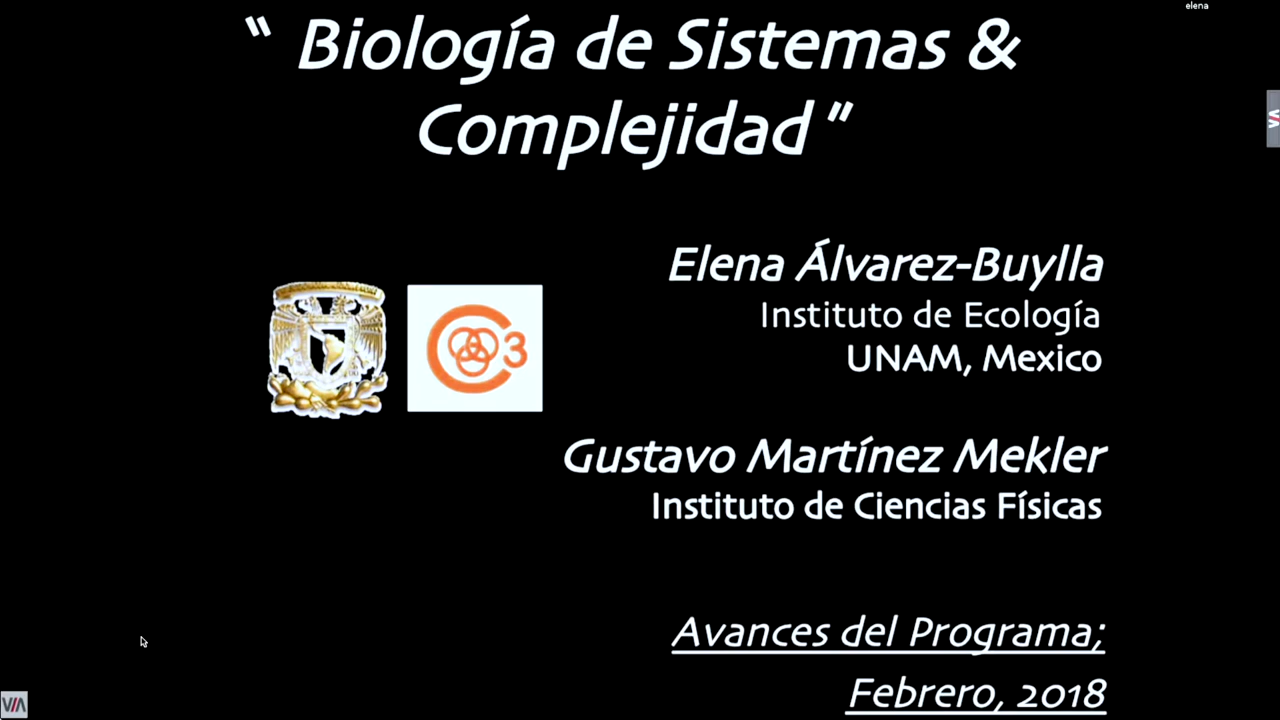 elena
“ Biología de Sistemas &
Complejidad ”
Elena Álvarez-Buylla
Instituto de Ecología
UNAM, Mexico
C3
Gustavo Martínez Mekler
Instituto de Ciencias Físicas
Avances del Programa;
Febrero, 2018
VIA